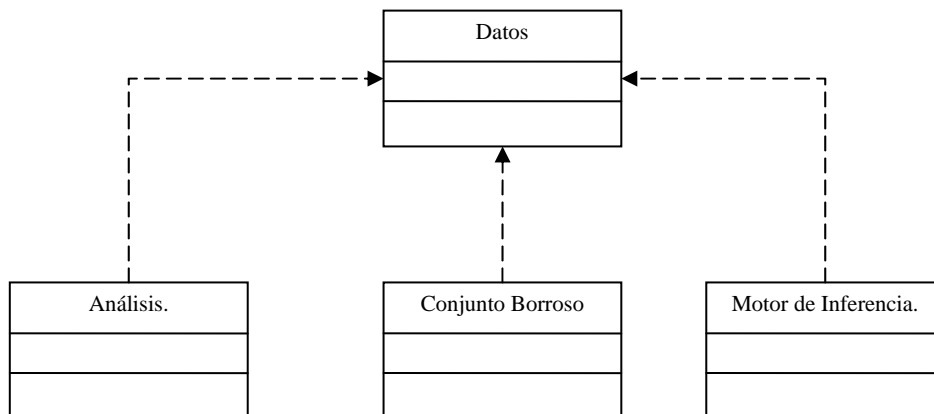 Datos
Análisis.
Conjunto Borroso
Motor de Inferencia.